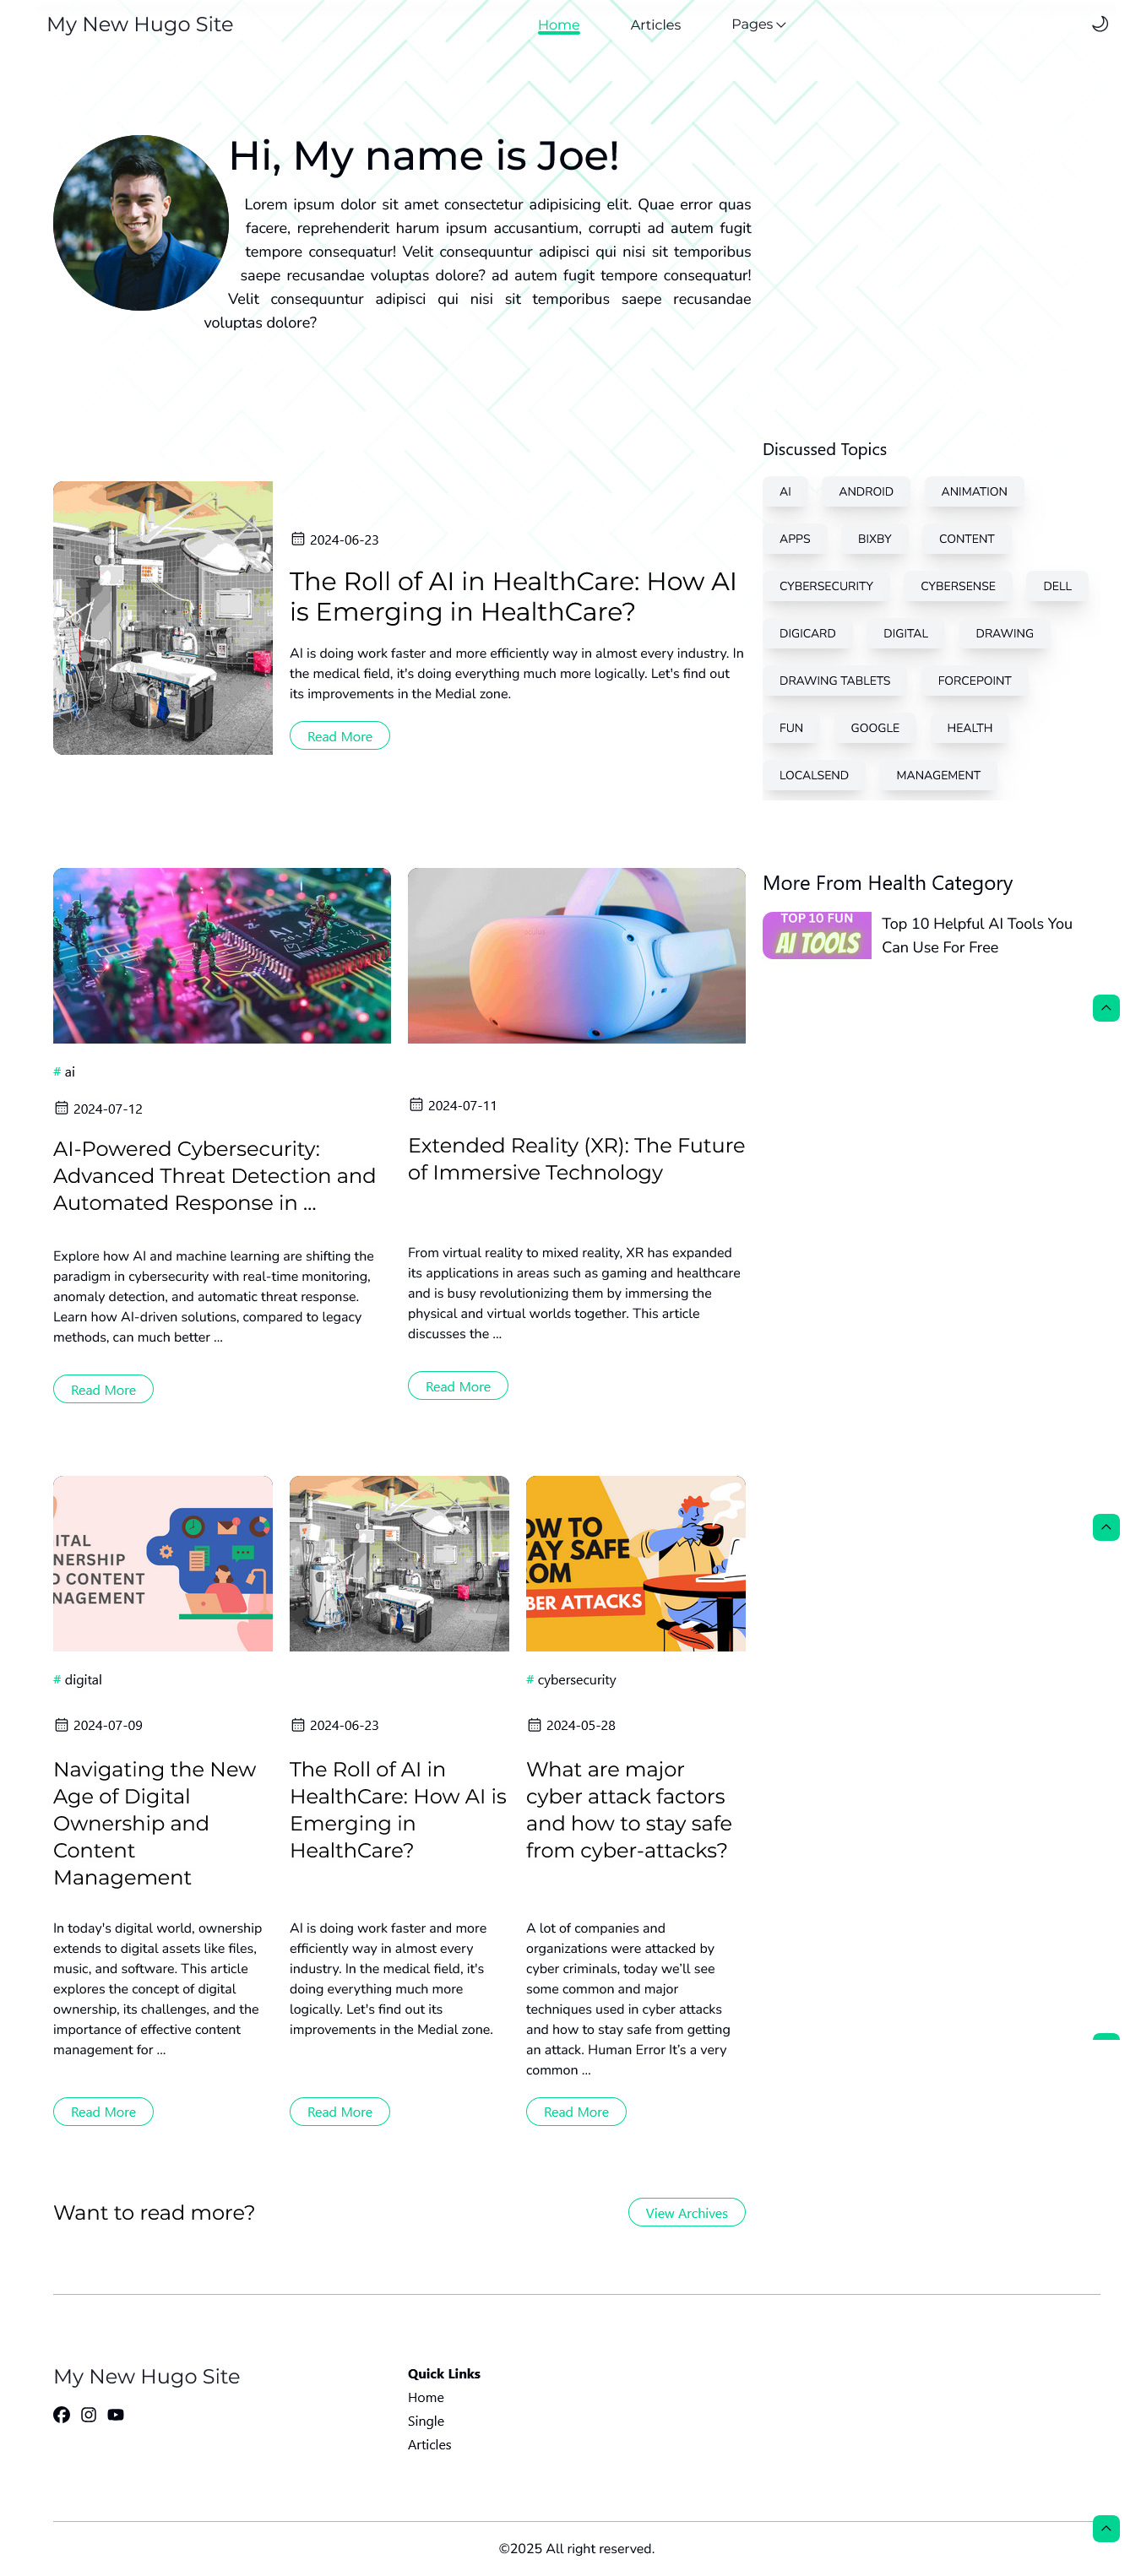 My New Hugo Site
Home
Articles
Pages
Hi, My name is Joe!
Lorem ipsum dolor sit amet consectetur adipisicing elit. Quae error quas
facere, reprehenderit harum ipsum accusantium, corrupti ad autem fugit
tempore consequatur! Velit consequuntur adipisci qui nisi sit temporibus
saepe recusandae voluptas dolore? ad autem fugit tempore consequatur!
Velit consequuntur adipisci qui nisi sit temporibus saepe recusandae
voluptas dolore?
2024-06-23
The Roll of AI in HealthCare: How AI
is Emerging in HealthCare?
AI is doing work faster and more efficiently way in almost every industry. In
the medical field, it's doing everything much more logically. Let's find out
its improvements in the Medial zone.
Read More
Discussed Topics
AI
ANDROID
ANIMATION
APPS
BIXBY
CONTENT
CYBERSECURITY
CYBERSENSE
DELL
DIGICARD
DIGITAL
DRAWING
DRAWING TABLETS
FORCEPOINT
FUN
GOOGLE
HEALTH
LOCALSEND
MANAGEMENT
# ai
2024-07-12
AI-Powered Cybersecurity:
Advanced Threat Detection and
Automated Response in ...
Explore how AI and machine learning are shifting the
paradigm in cybersecurity with real-time monitoring,
anomaly detection, and automatic threat response.
Learn how AI-driven solutions, compared to legacy
methods, can much better ...
Read More
2024-07-11
Extended Reality (XR): The Future
of Immersive Technology
From virtual reality to mixed reality, XR has expanded
its applications in areas such as gaming and healthcare
and is busy revolutionizing them by immersing the
physical and virtual worlds together. This article
discusses the ...
Read More
More From Health Category
TOP 10 FUN
AI TOOLS
Top 10 Helpful AI Tools You
Can Use For Free
ITAL
NERSHIP
O CONTENT
NAGEMENT
# digital
2024-07-09
Navigating the New
Age of Digital
Ownership and
Content
Management
In today's digital world, ownership
extends to digital assets like files,
music, and software. This article
explores the concept of digital
ownership, its challenges, and the
importance of effective content
management for ...
Read More
2024-06-23
The Roll of AI in
HealthCare: How AI is
Emerging in
HealthCare?
AI is doing work faster and more
efficiently way in almost every
industry. In the medical field, it's
doing everything much more
logically. Let's find out its
improvements in the Medial zone.
Read More
OW TO
AY SAFE
OM
BER ATTACKS
# cybersecurity
2024-05-28
What are major
cyber attack factors
and how to stay safe
from cyber-attacks?
A lot of companies and
organizations were attacked by
cyber criminals, today we’ll see
some common and major
techniques used in cyber attacks
and how to stay safe from getting
an attack. Human Error It’s a very
common ...
Read More
Want to read more?
View Archives
My New Hugo Site
Quick Links
Home
Single
Articles
©2025 All right reserved.